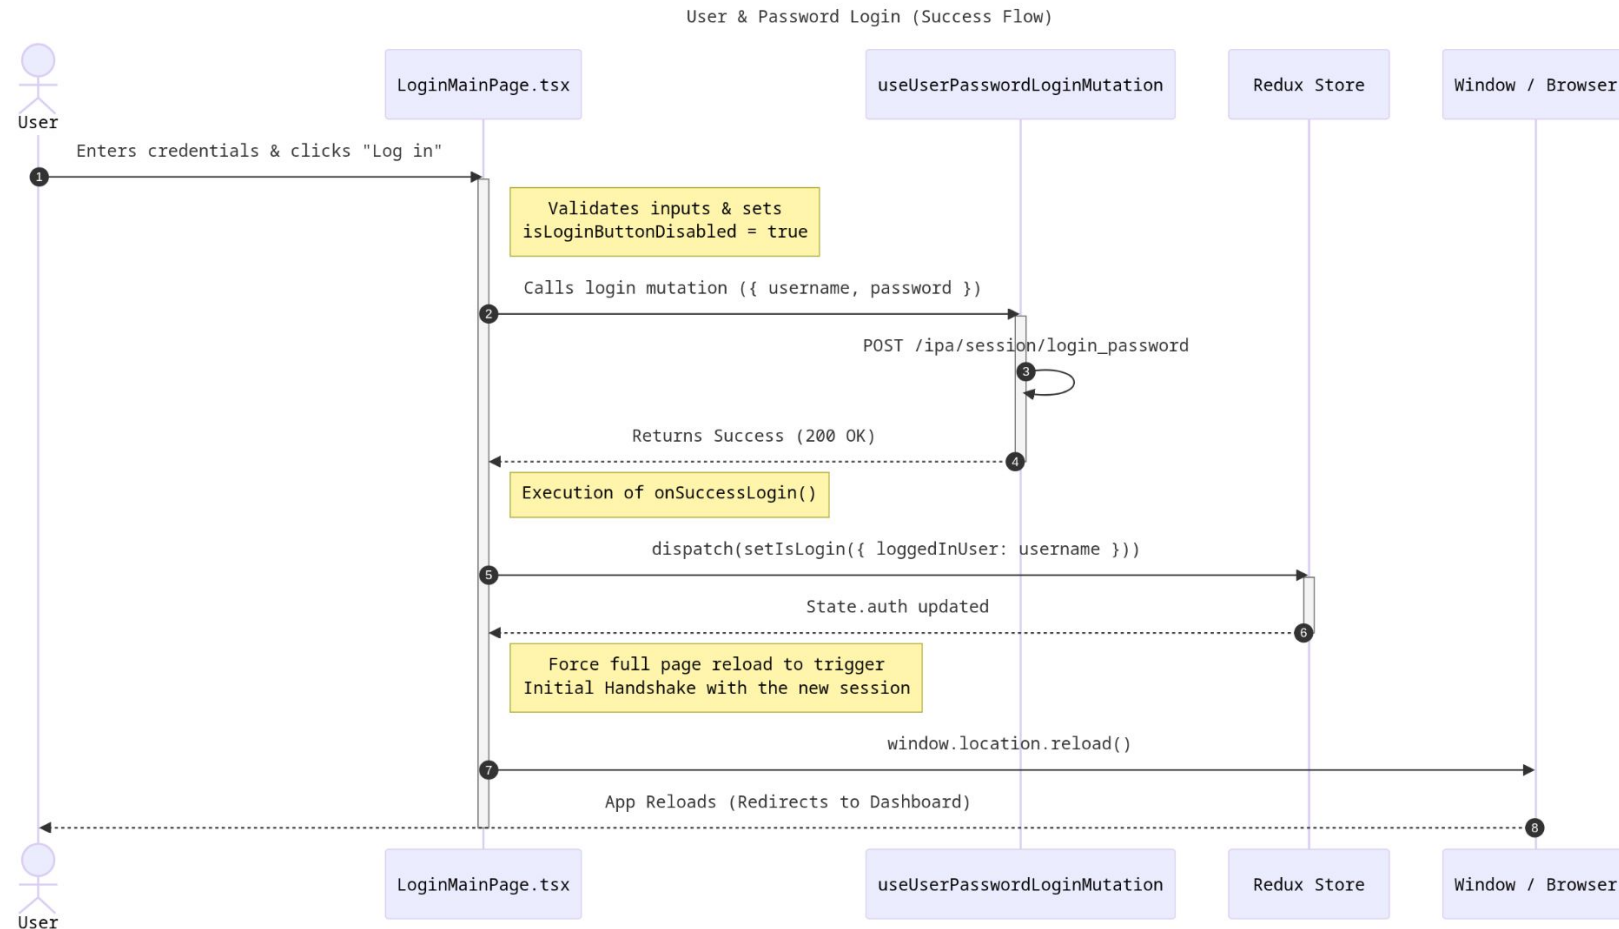 User & Password Login (Success Flow)
User
LoginMainPage.tsx
useUserPasswordLoginMutation
Redux Store
Window / Browser
Enters credentials & clicks "Log in"
1
Validates inputs & sets
isLoginButtonDisabled = true
Calls login mutation ({ username, password })
2
POST /ipa/session/login_password
3
Returns Success (200 OK)
4
Execution of onSuccessLogin()
dispatch(setIsLogin({ loggedInUser: username }))
5
State.auth updated
6
Force full page reload to trigger
Initial Handshake with the new session
window.location.reload()
7
App Reloads (Redirects to Dashboard)
8
User
LoginMainPage.tsx
useUserPasswordLoginMutation
Redux Store
Window / Browser